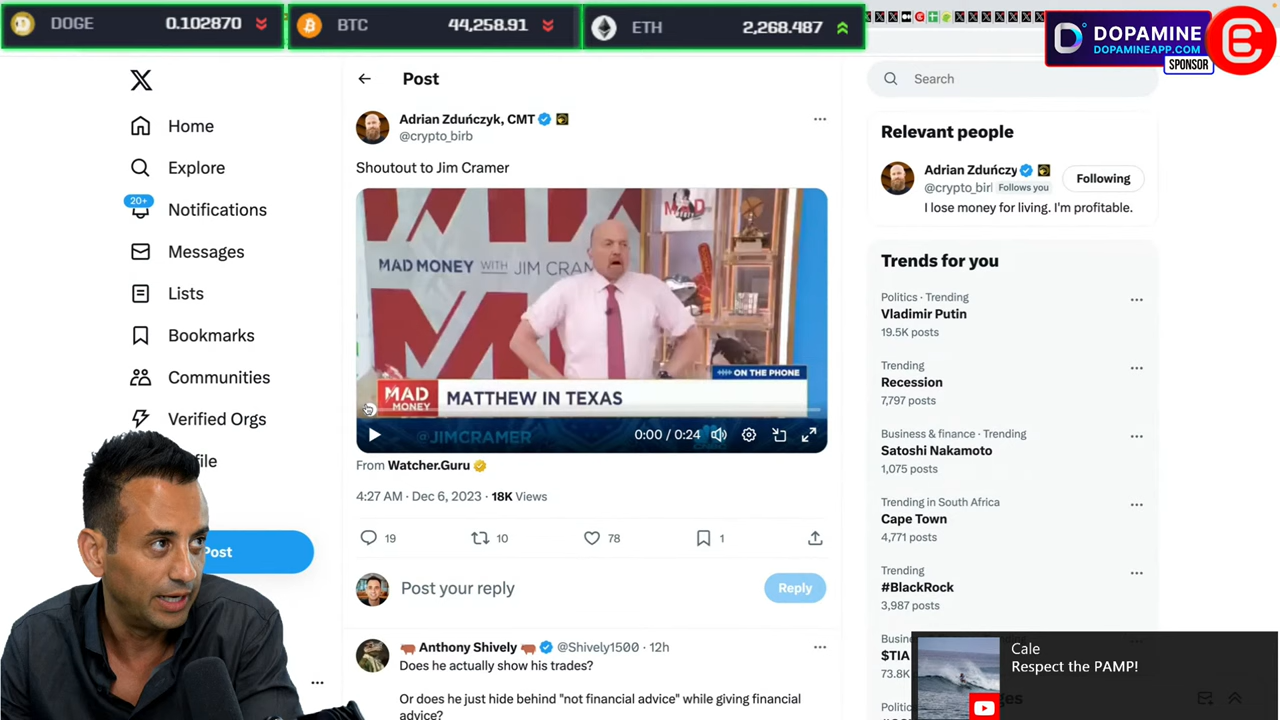 DOGE 0.102870
BTC 44,258.91
ETH 2,268.487
DOPAMINE
DOPAMINEAPP.COM
SPONSOR
Home
Explore
20+
Notifications
Messages
Lists
Bookmarks
Communities
Verified Orgs
file
Post
Post
Adrian Zduńczyk, CMT
@crypto_birb
Shoutout to Jim Cramer
MAD
MAD MONEY WITH JIM CRAM
ON THE PHONE
MAD
MONEY
MATTHEW IN TEXAS
@JIMCRAMER
0:00 / 0:24
From Watcher.Guru
4:27 AM · Dec 6, 2023 · 18K Views
19 10 78 1
Post your reply
Reply
Anthony Shively @Shively1500 · 12h
Does he actually show his trades?
Or does he just hide behind "not financial advice" while giving financial
advice?
Search
Relevant people
Adrian Zduńczy
@crypto_bir Follows you
Following
I lose money for living. I'm profitable.
Trends for you
Politics · Trending
Vladimir Putin
19.5K posts
Trending
Recession
7,797 posts
Business & finance · Trending
Satoshi Nakamoto
1,075 posts
Trending in South Africa
Cape Town
4,771 posts
Trending
#BlackRock
3,987 posts
Busin
$TIA
73.8K
Politic
Cale
Respect the PAMP!